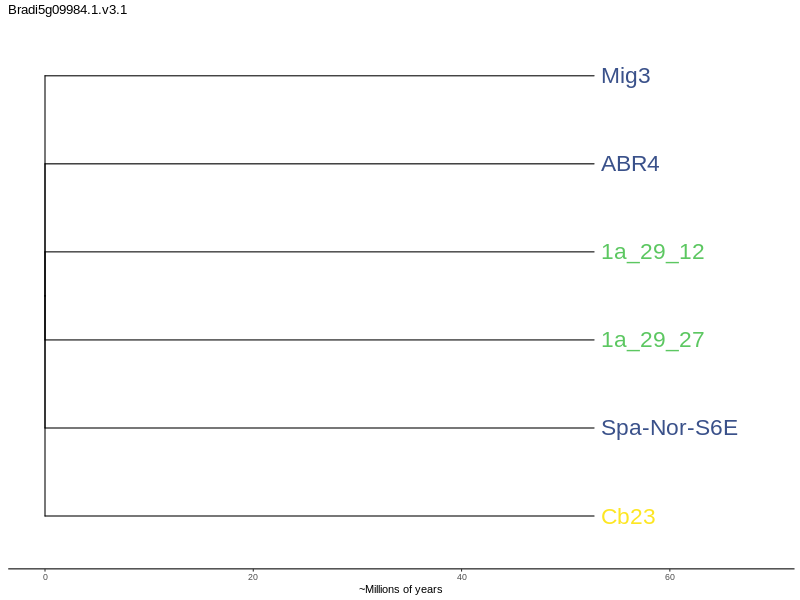 Bradi5g09984.1.v3.1
Mig3
ABR4
1a_29_12
1a_29_27
Spa-Nor-S6E
Cb23
0 20 40 60
~Millions of years